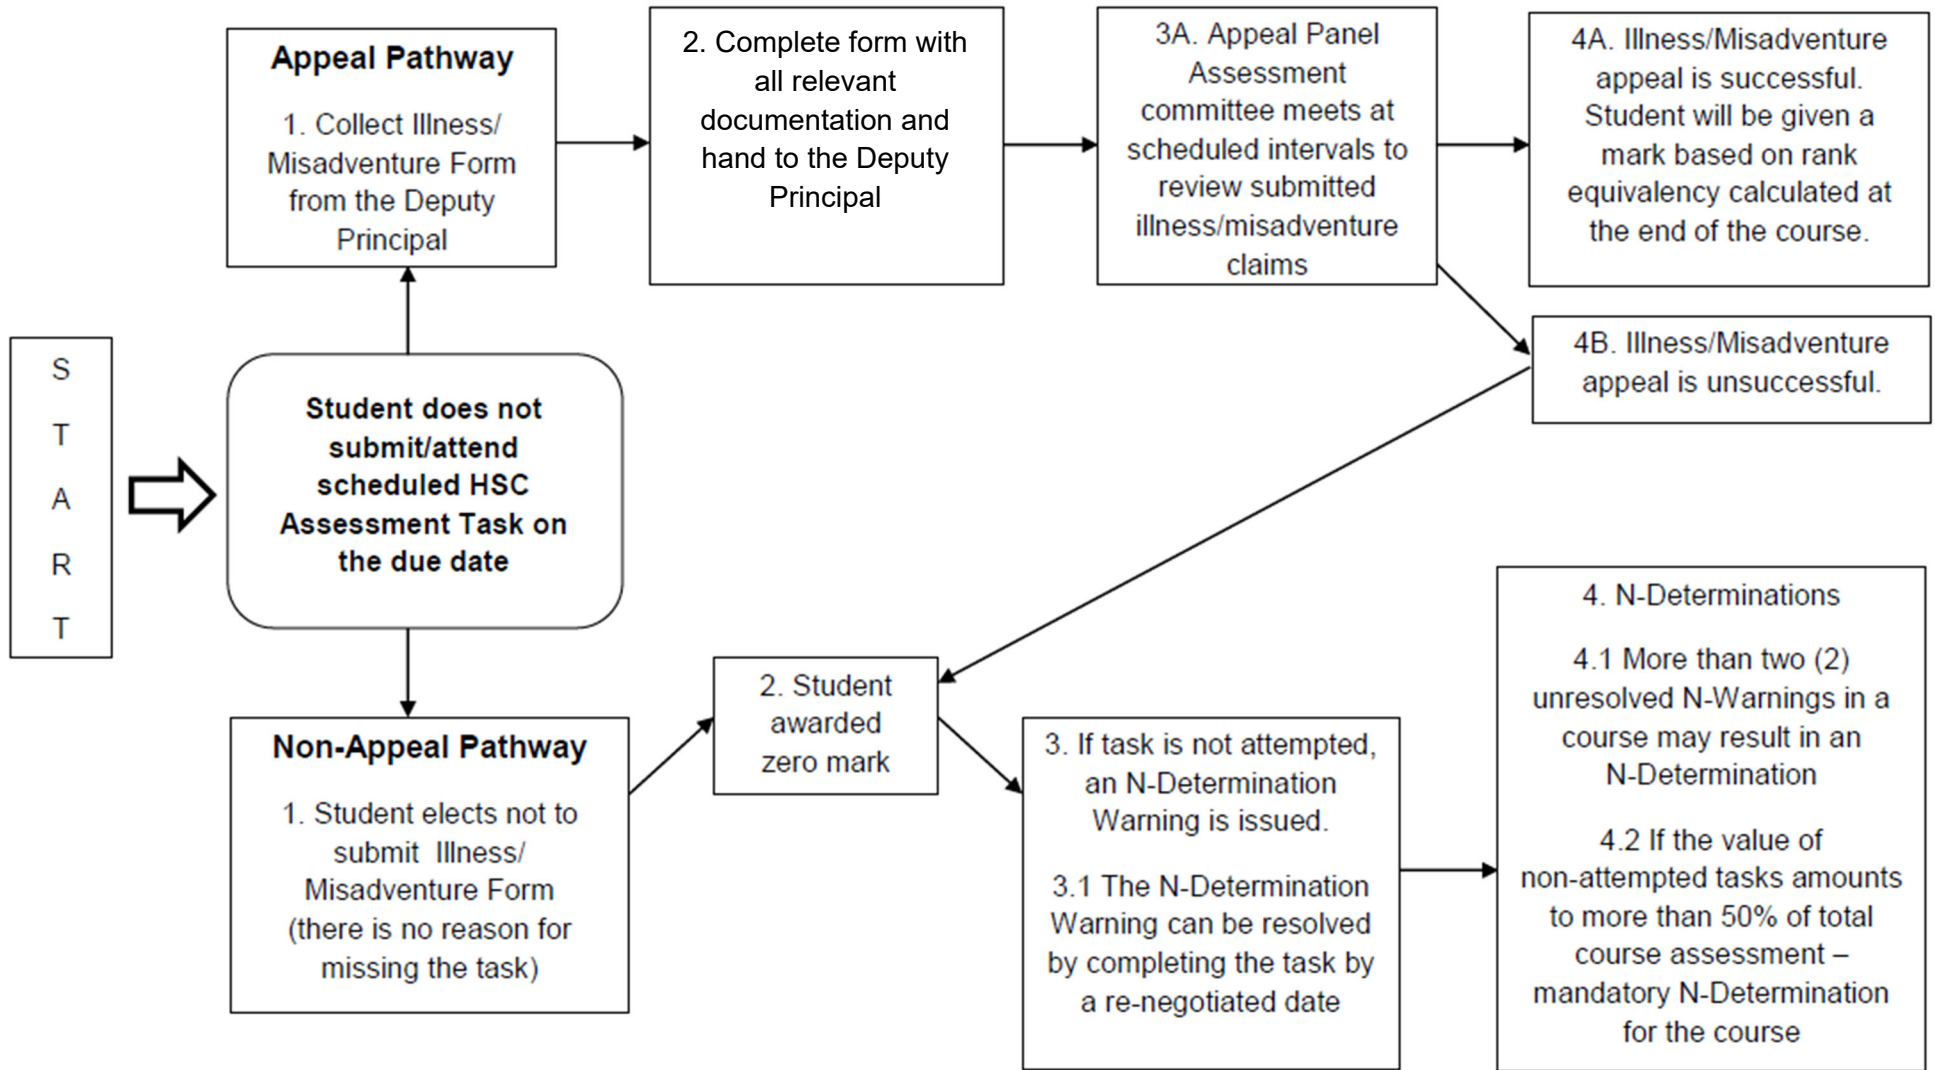 S
T
A
R
T
Student does not
submit/attend
scheduled HSC
Assessment Task on
the due date
Appeal Pathway
1. Collect Illness/
Misadventure Form
from the Deputy
Principal
2. Complete form with
all relevant
documentation and
hand to the Deputy
Principal
3A. Appeal Panel
Assessment
committee meets at
scheduled intervals to
review submitted
illness/misadventure
claims
4A. Illness/Misadventure
appeal is successful.
Student will be given a
mark based on rank
equivalency calculated at
the end of the course.
4B. Illness/Misadventure
appeal is unsuccessful.
Non-Appeal Pathway
1. Student elects not to
submit Illness/
Misadventure Form
(there is no reason for
missing the task)
2. Student
awarded
zero mark
3. If task is not attempted,
an N-Determination
Warning is issued.
3.1 The N-Determination
Warning can be resolved
by completing the task by
a re-negotiated date
4. N-Determinations
4.1 More than two (2)
unresolved N-Warnings in a
course may result in an
N-Determination
4.2 If the value of
non-attempted tasks amounts
to more than 50% of total
course assessment –
mandatory N-Determination
for the course